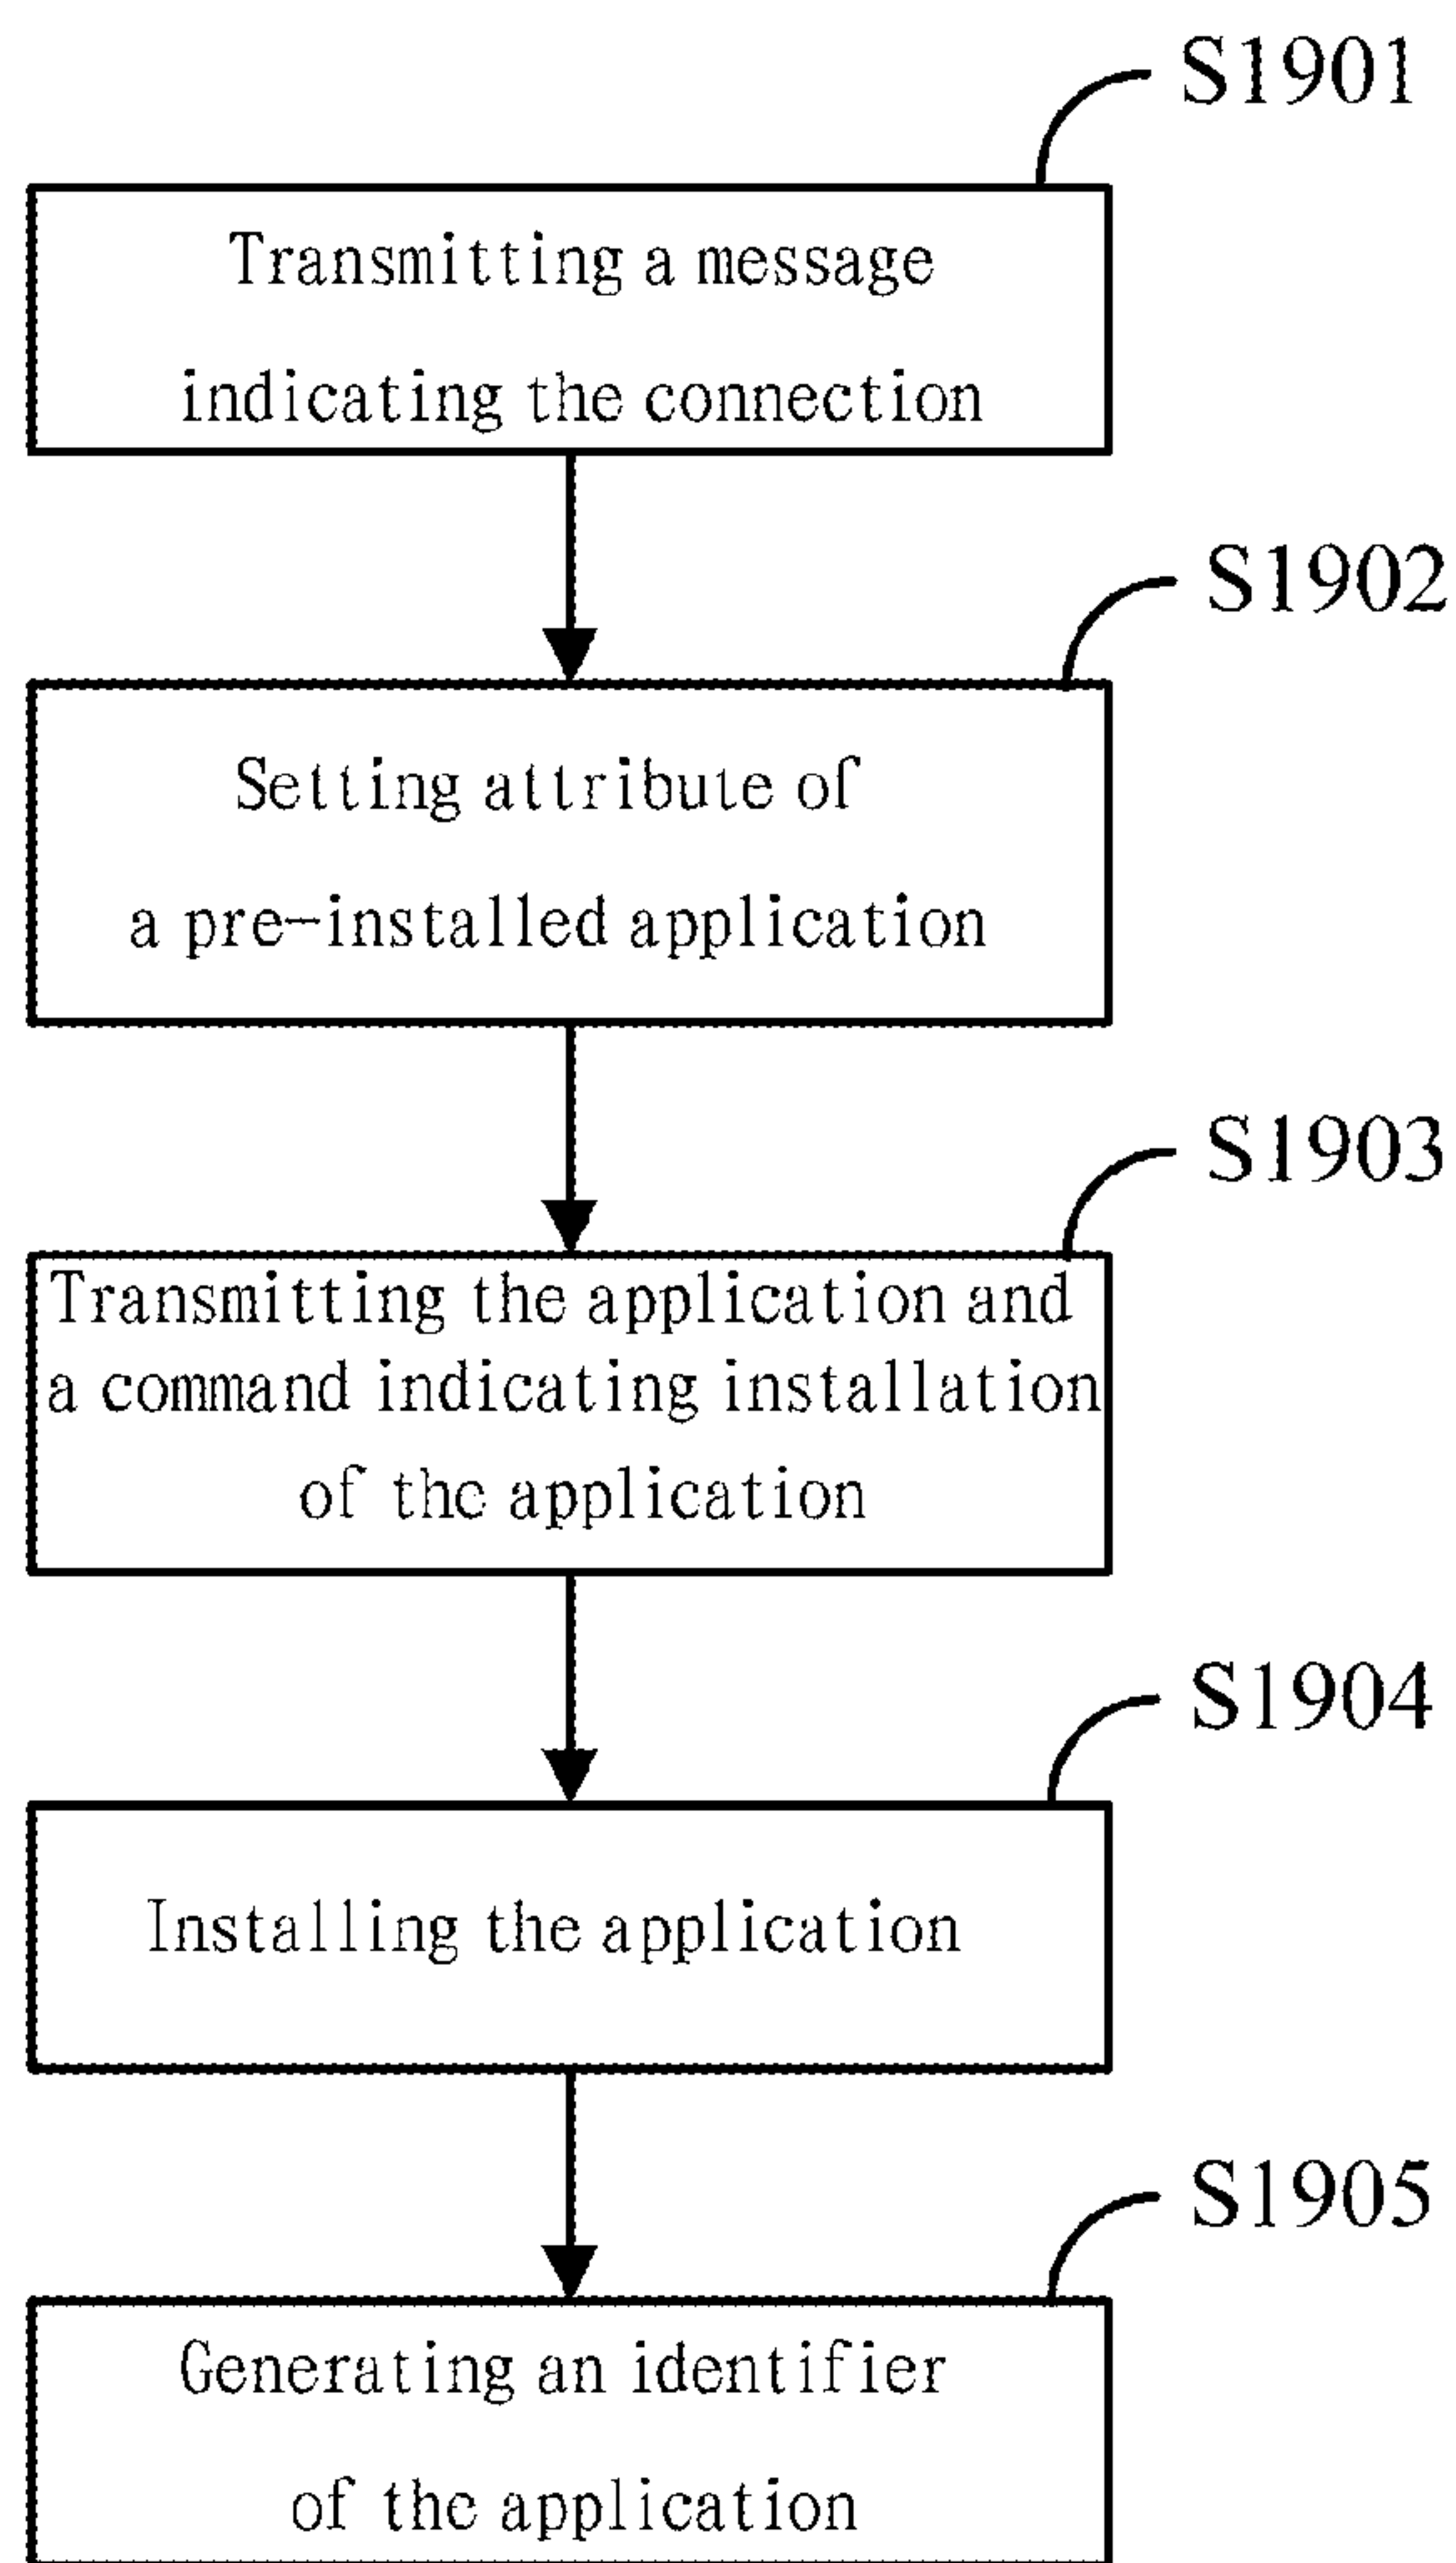 S1901
Transmitting a message
indicating the connection
S1902
Setting attribute of
a pre-installed application
S1903
Transmitting the application and
a command indicating installation
of the application
S1904
Installing the application
S1905
Generating an identifier
of the application